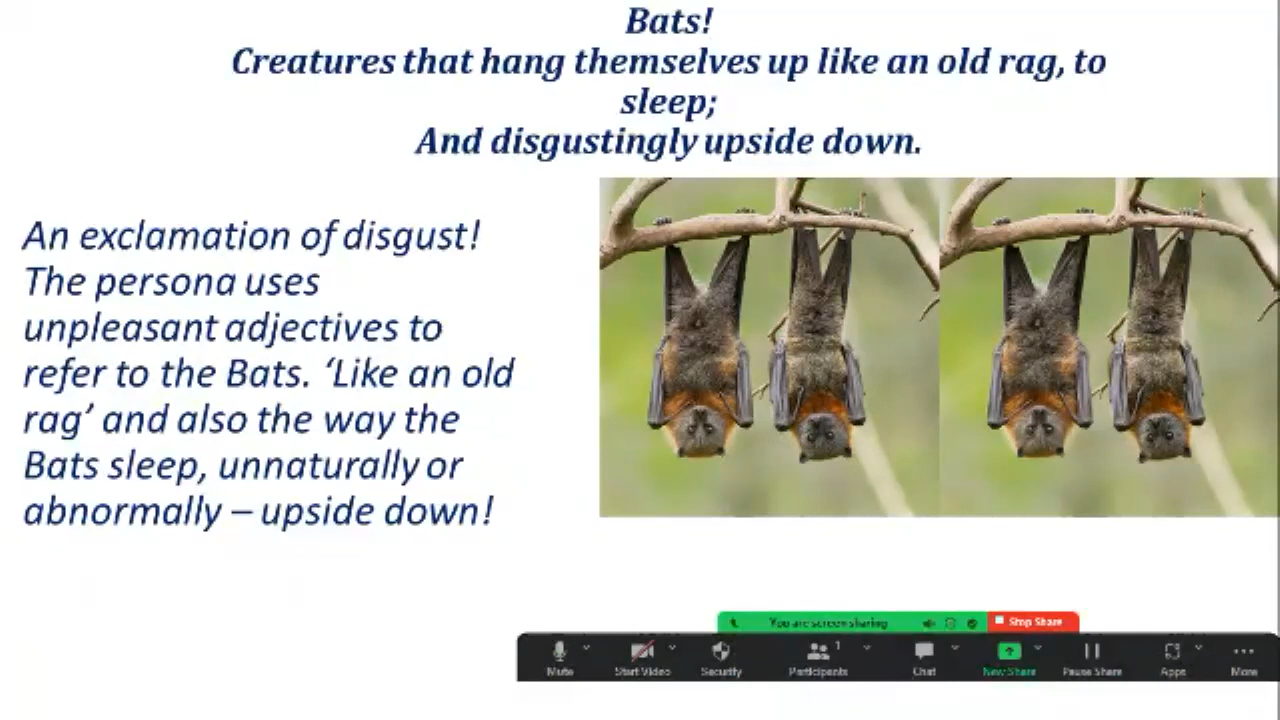 Bats!
Creatures that hang themselves up like an old rag, to
sleep;
And disgustingly upside down.
An exclamation of disgust!
The persona uses
unpleasant adjectives to
refer to the Bats. ‘Like an old
rag’ and also the way the
Bats sleep, unnaturally or
abnormally – upside down!
You are screen sharing
Stop Share
1
Mute
Start Video
Security
Participants
Chat
New Share
Pause Share
Apps
More